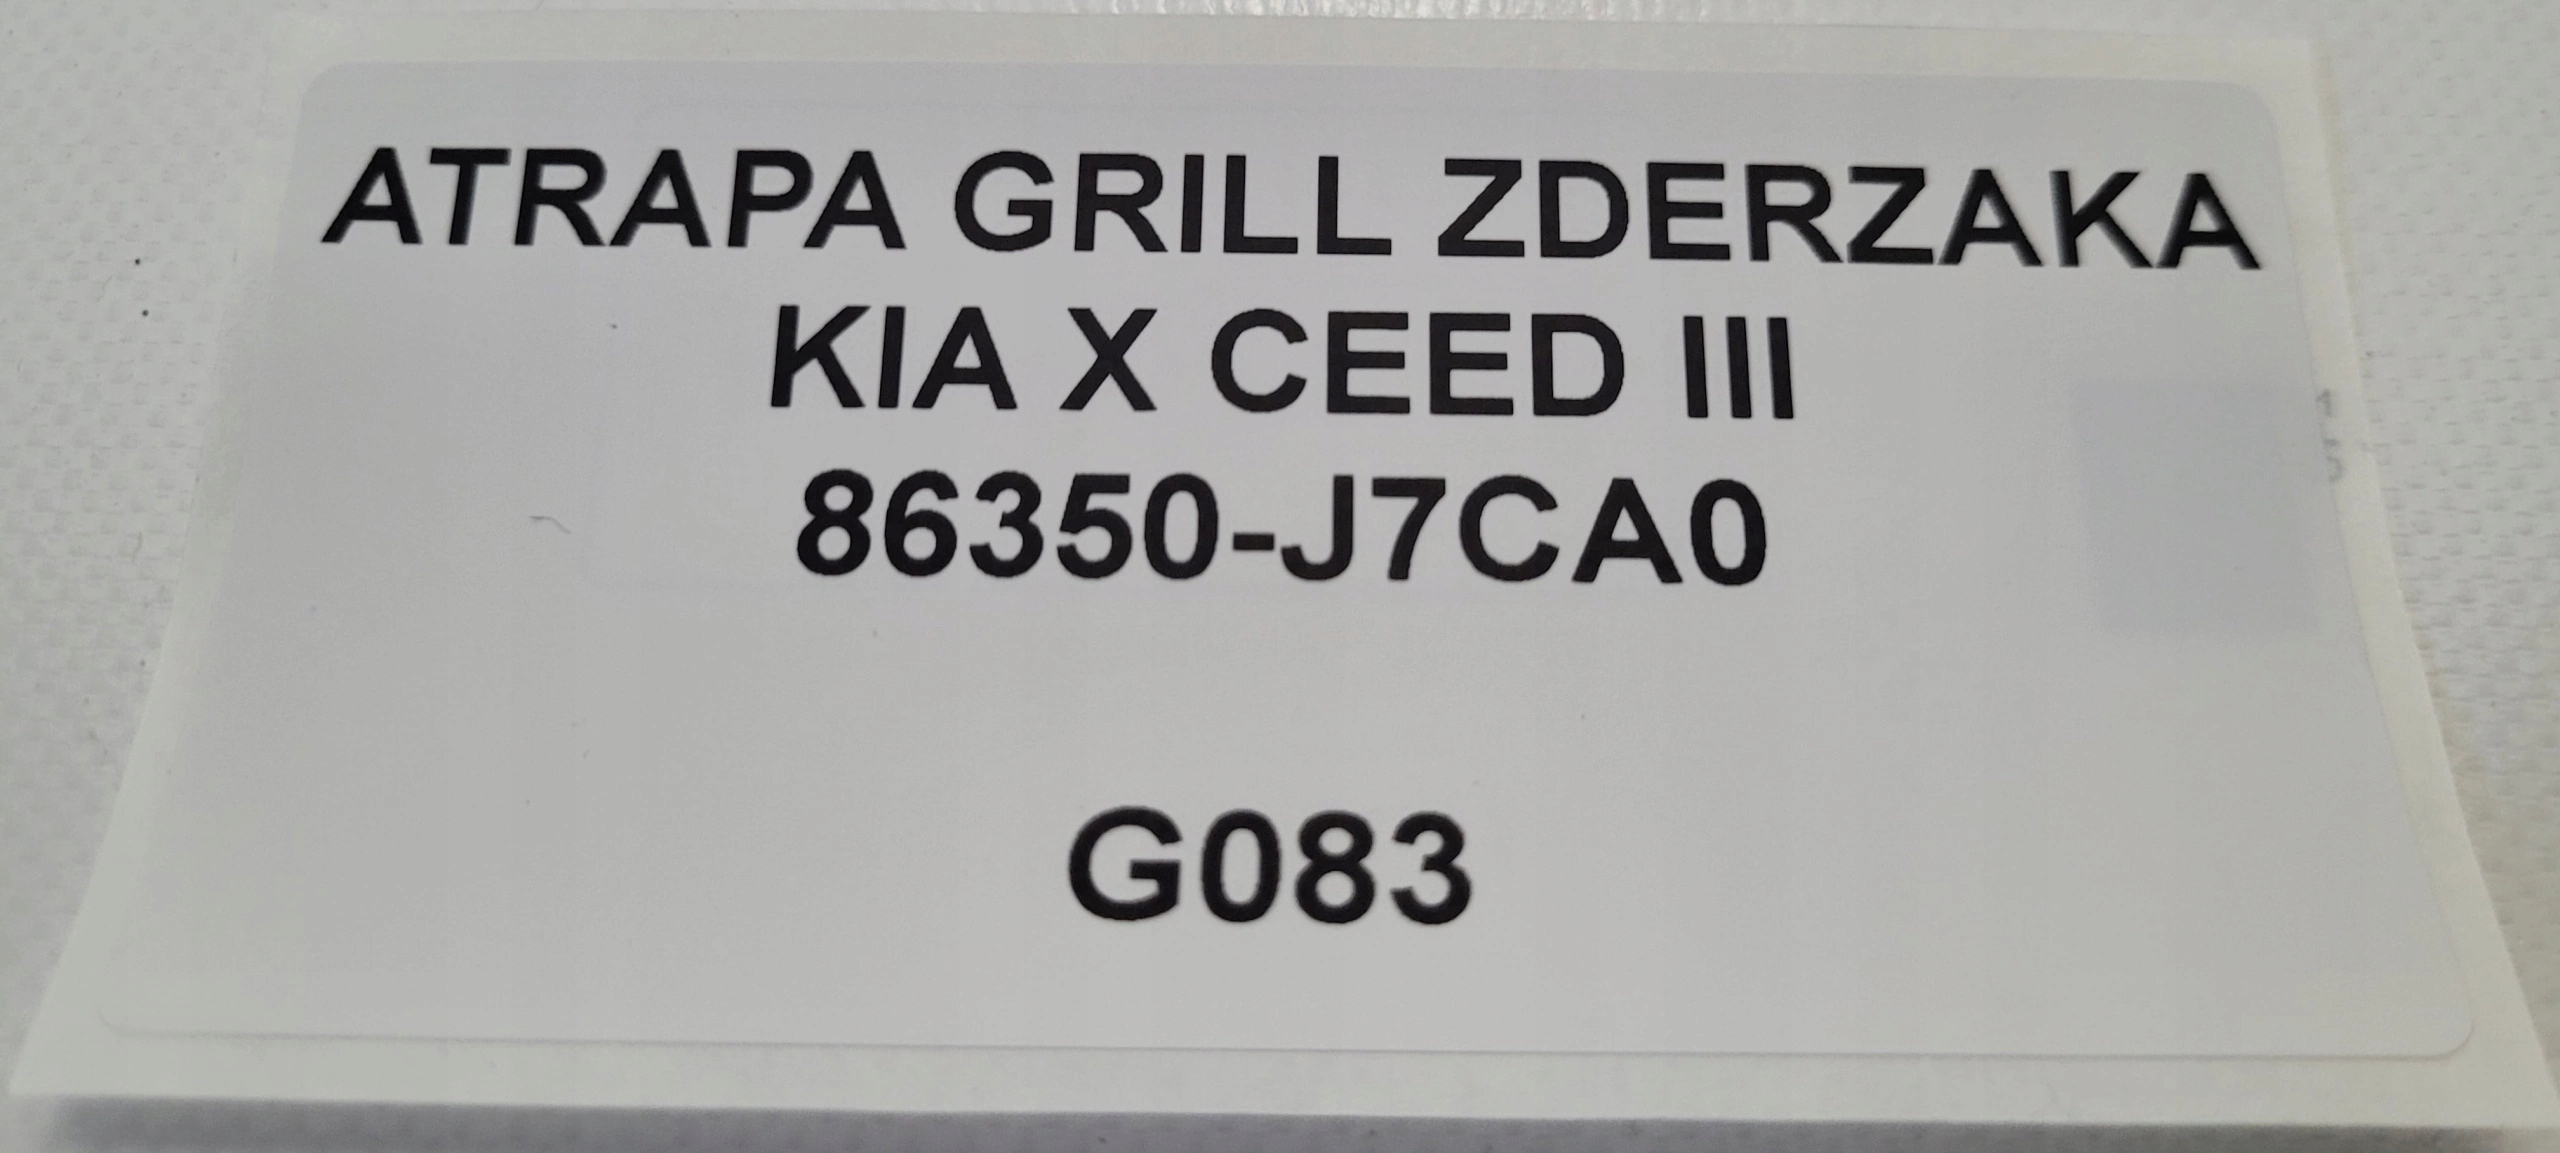 ATRAPA GRILL ZDERZAKA
KIA X CEED III
86350-J7CA0
G083